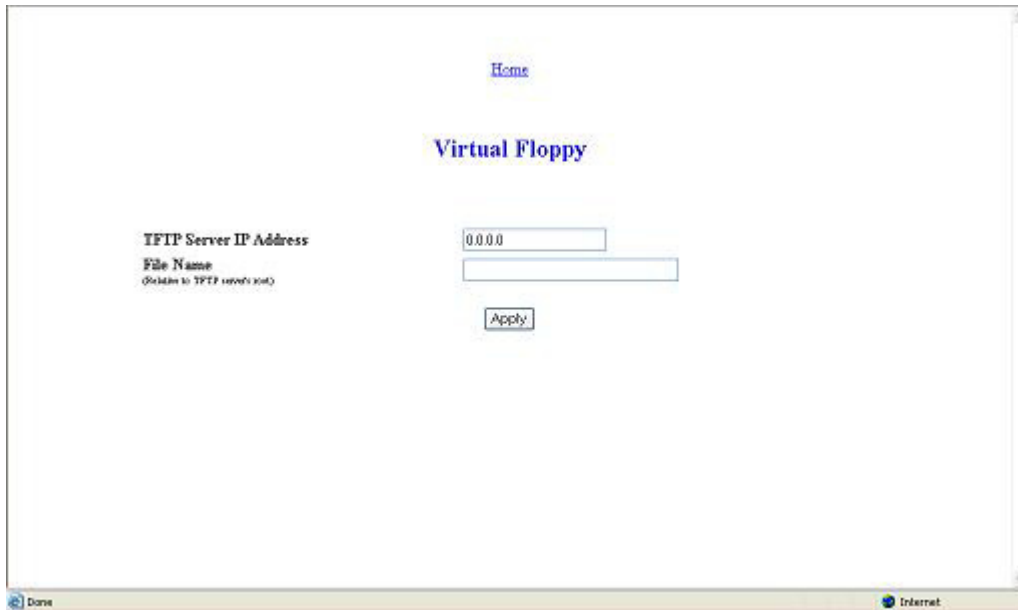 Home
Virtual Floppy
TFTP Server IP Address
0.0.0.0
File Name
(Relative to TFTP server's root)
Apply
Done
Internet